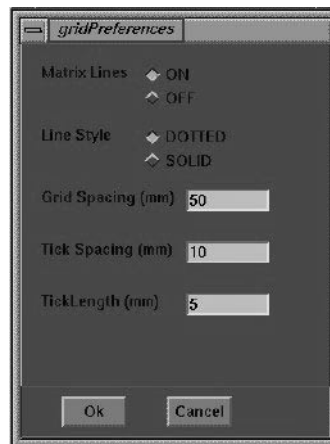 gridPreferences
Matrix Lines ON
OFF
Line Style DOTTED
SOLID
Grid Spacing (mm) 50
Tick Spacing (mm) 10
TickLength (mm) 5
Ok Cancel